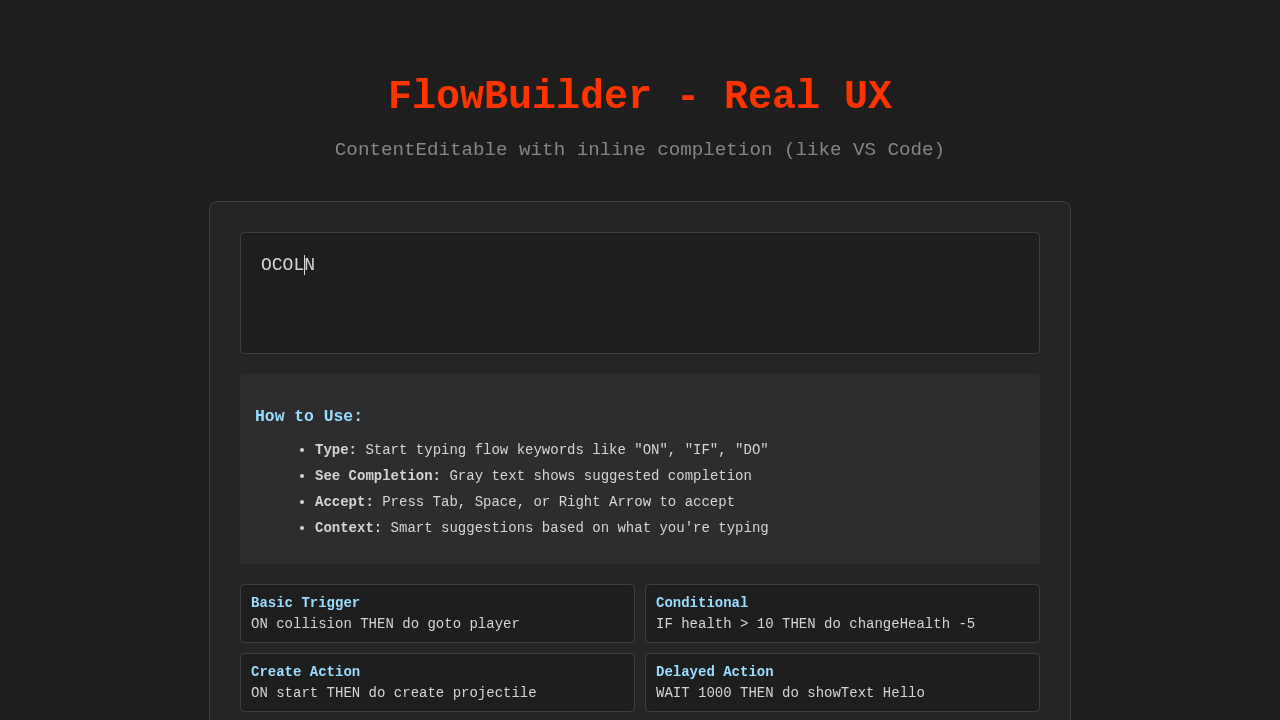 FlowBuilder - Real UX
ContentEditable with inline completion (like VS Code)
OCOLN
How to Use:
• Type: Start typing flow keywords like "ON", "IF", "DO"
• See Completion: Gray text shows suggested completion
• Accept: Press Tab, Space, or Right Arrow to accept
• Context: Smart suggestions based on what you're typing
Basic Trigger
ON collision THEN do goto player
Conditional
IF health > 10 THEN do changeHealth -5
Create Action
ON start THEN do create projectile
Delayed Action
WAIT 1000 THEN do showText Hello